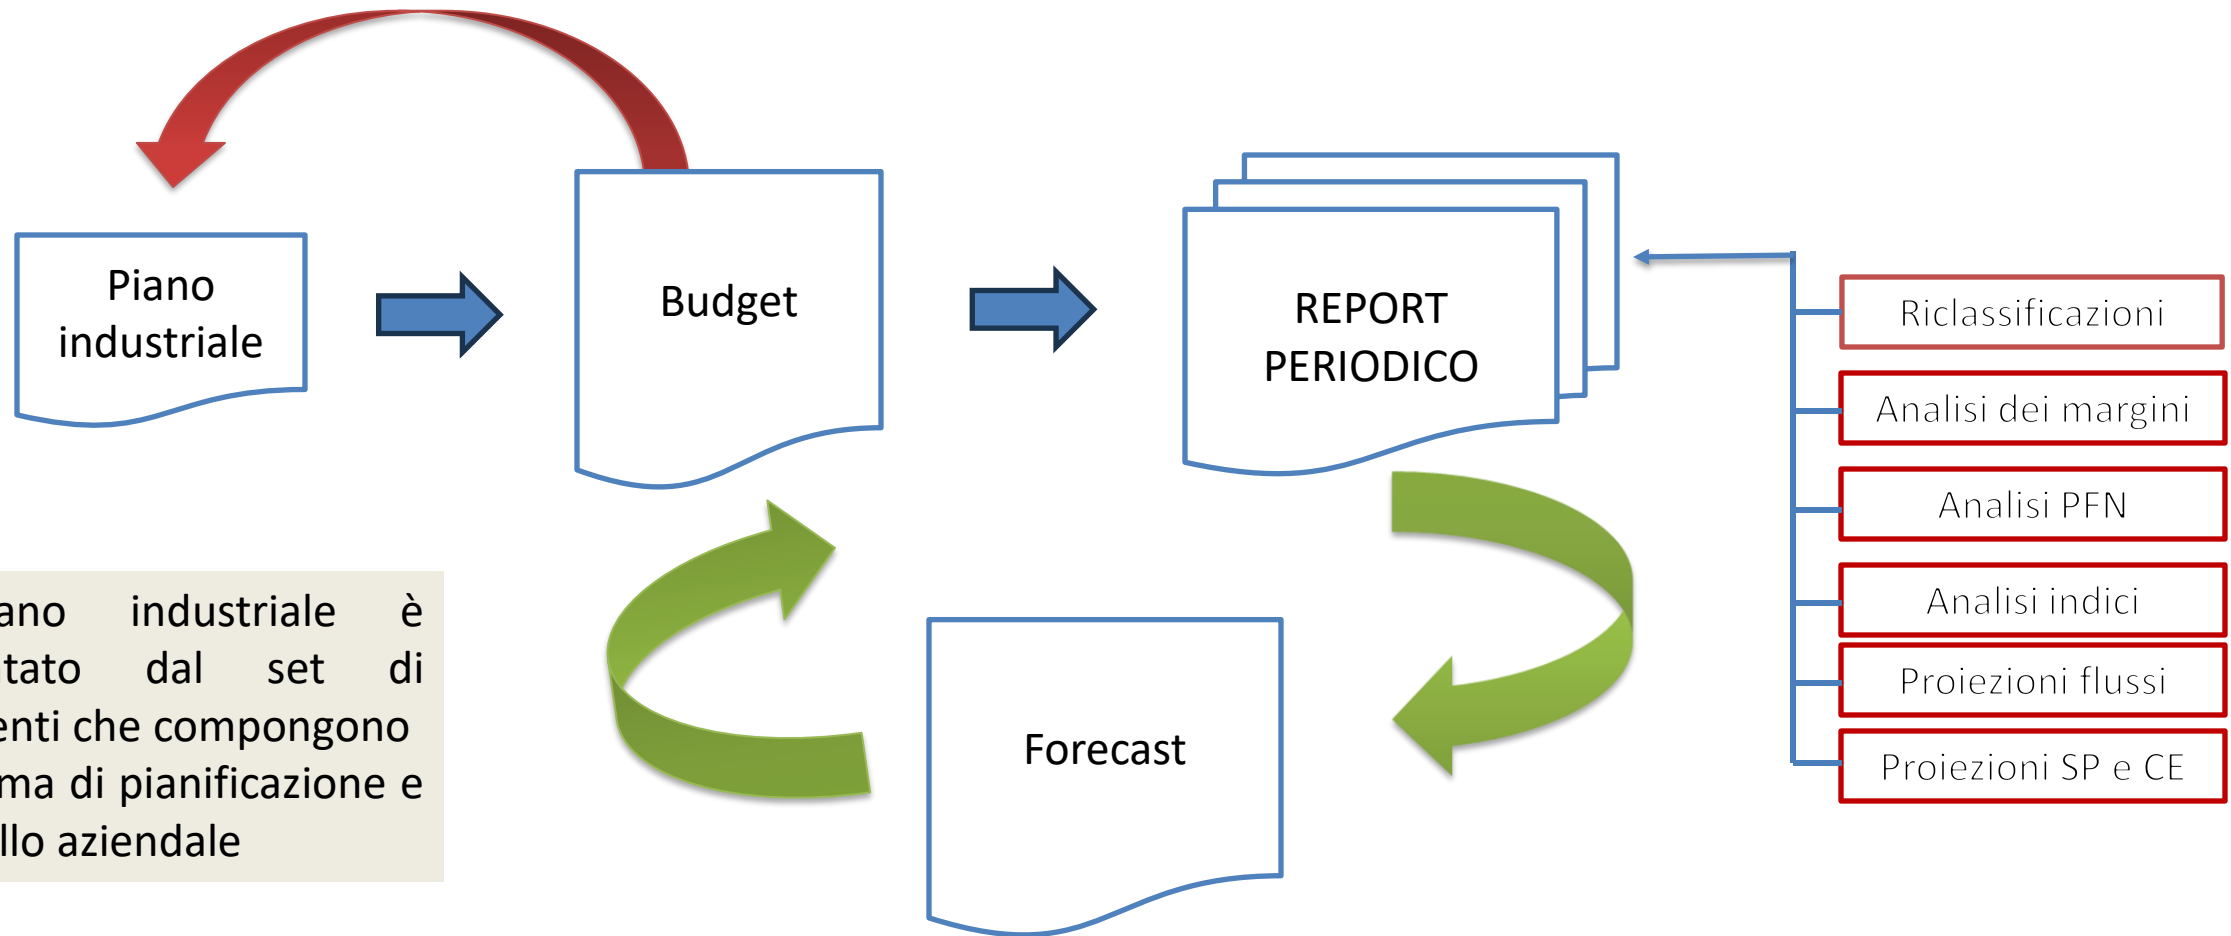 Piano
industriale
Budget
REPORT
PERIODICO
Forecast
Riclassificazioni
Analisi dei margini
Analisi PFN
Analisi indici
Proiezioni flussi
Proiezioni SP e CE
industriale è
dal set di
che compongono
di pianificazione e
aziendale